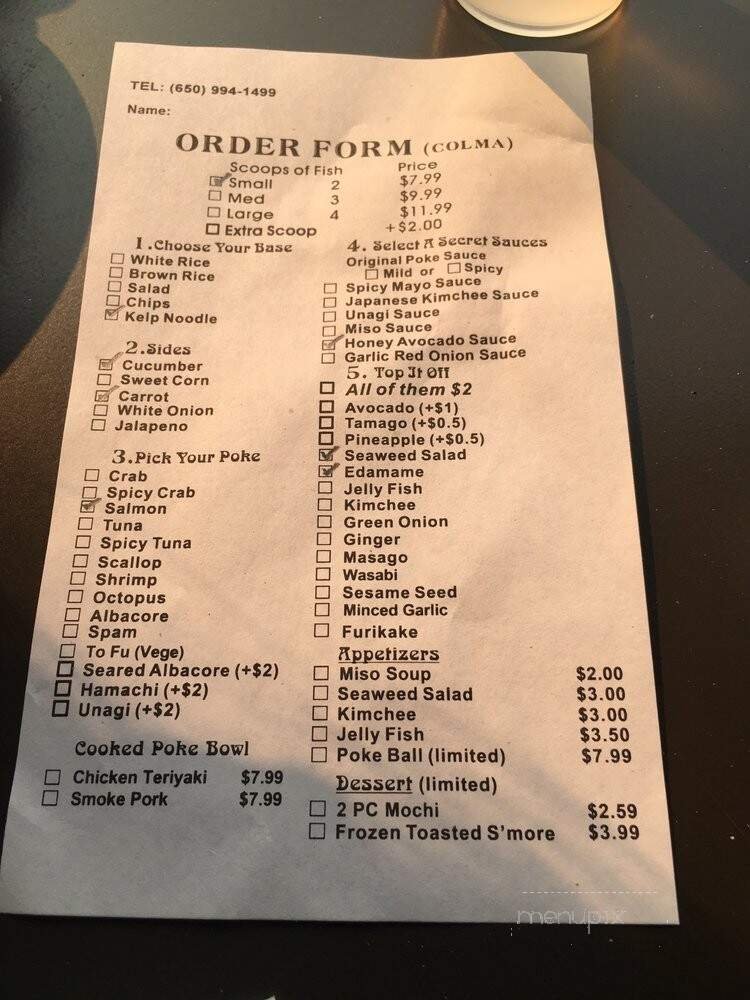 TEL: (650) 994-1499
Name:
ORDER FORM (COLMA)
Scoops of Fish Price
Small 2 $7.99
Med 3 $9.99
Large 4 $11.99
Extra Scoop +$2.00
1.Choose Your Base
White Rice
Brown Rice
Salad
Chips
Kelp Noodle
2.Sides
Cucumber
Sweet Corn
Carrot
White Onion
Jalapeno
3.Pick Your Poke
Crab
Spicy Crab
Salmon
Tuna
Spicy Tuna
Scallop
Shrimp
Octopus
Albacore
Spam
To Fu (Vege)
Seared Albacore (+$2)
Hamachi (+$2)
Unagi (+$2)
Cooked Poke Bowl
Chicken Teriyaki $7.99
Smoke Pork $7.99
4. Select A Secret Sauces
Original Poke Sauce
Mild or Spicy
Spicy Mayo Sauce
Japanese Kimchee Sauce
Unagi Sauce
Miso Sauce
Honey Avocado Sauce
Garlic Red Onion Sauce
5. Top It Off
All of them $2
Avocado (+$1)
Tamago (+$0.5)
Pineapple (+$0.5)
Seaweed Salad
Edamame
Jelly Fish
Kimchee
Green Onion
Ginger
Masago
Wasabi
Sesame Seed
Minced Garlic
Furikake
Appetizers
Miso Soup $2.00
Seaweed Salad $3.00
Kimchee $3.00
Jelly Fish $3.50
Poke Ball (limited) $7.99
Dessert (limited)
2 PC Mochi $2.59
Frozen Toasted S'more $3.99
menupix